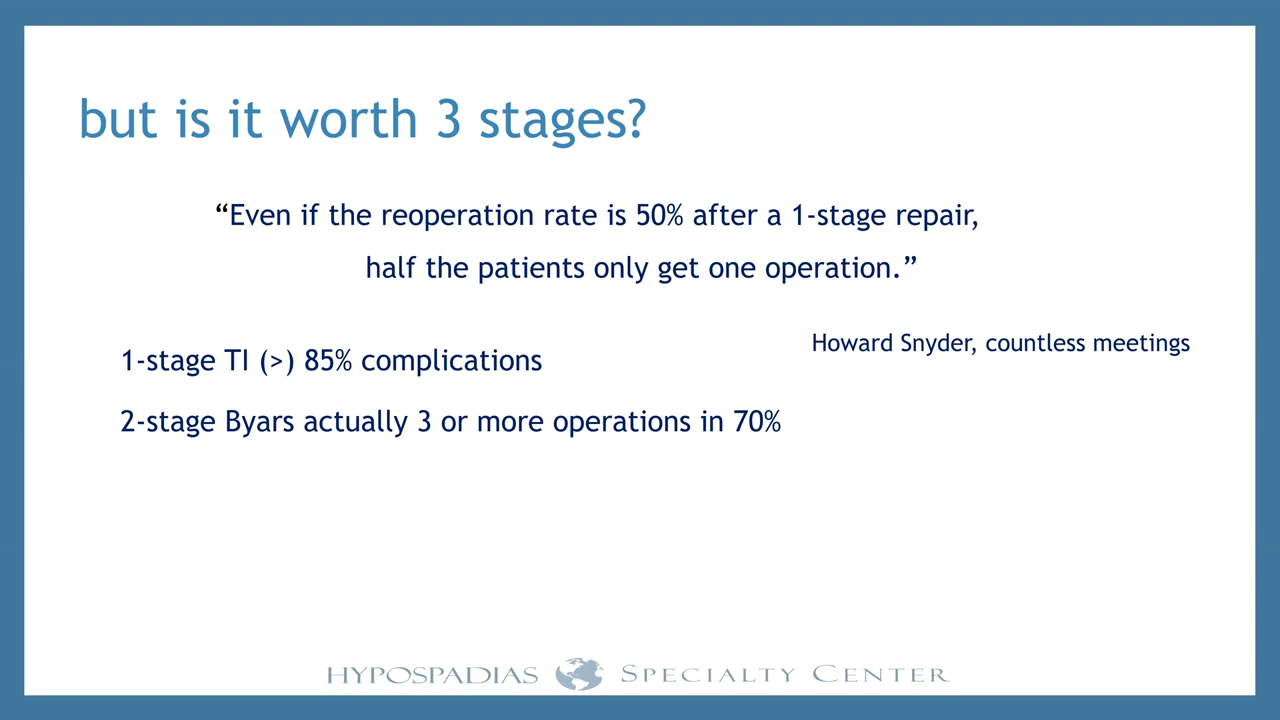 but is it worth 3 stages?
“Even if the reoperation rate is 50% after a 1-stage repair,
half the patients only get one operation.”
Howard Snyder, countless meetings
1-stage TI (>) 85% complications
2-stage Byars actually 3 or more operations in 70%
HYPOSPADIAS SPECIALTY CENTER